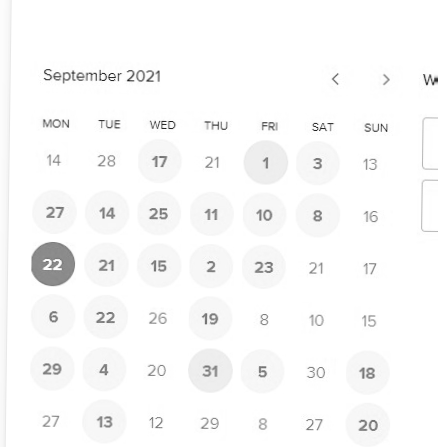 September 2021 < > W
MON TUE WED THU FRI SAT SUN
14 28 17 21 1 3 13
27 14 25 11 10 8 16
22 21 15 2 23 21 17
6 22 26 19 8 10 15
29 4 20 31 5 30 18
27 13 12 29 8 27 20